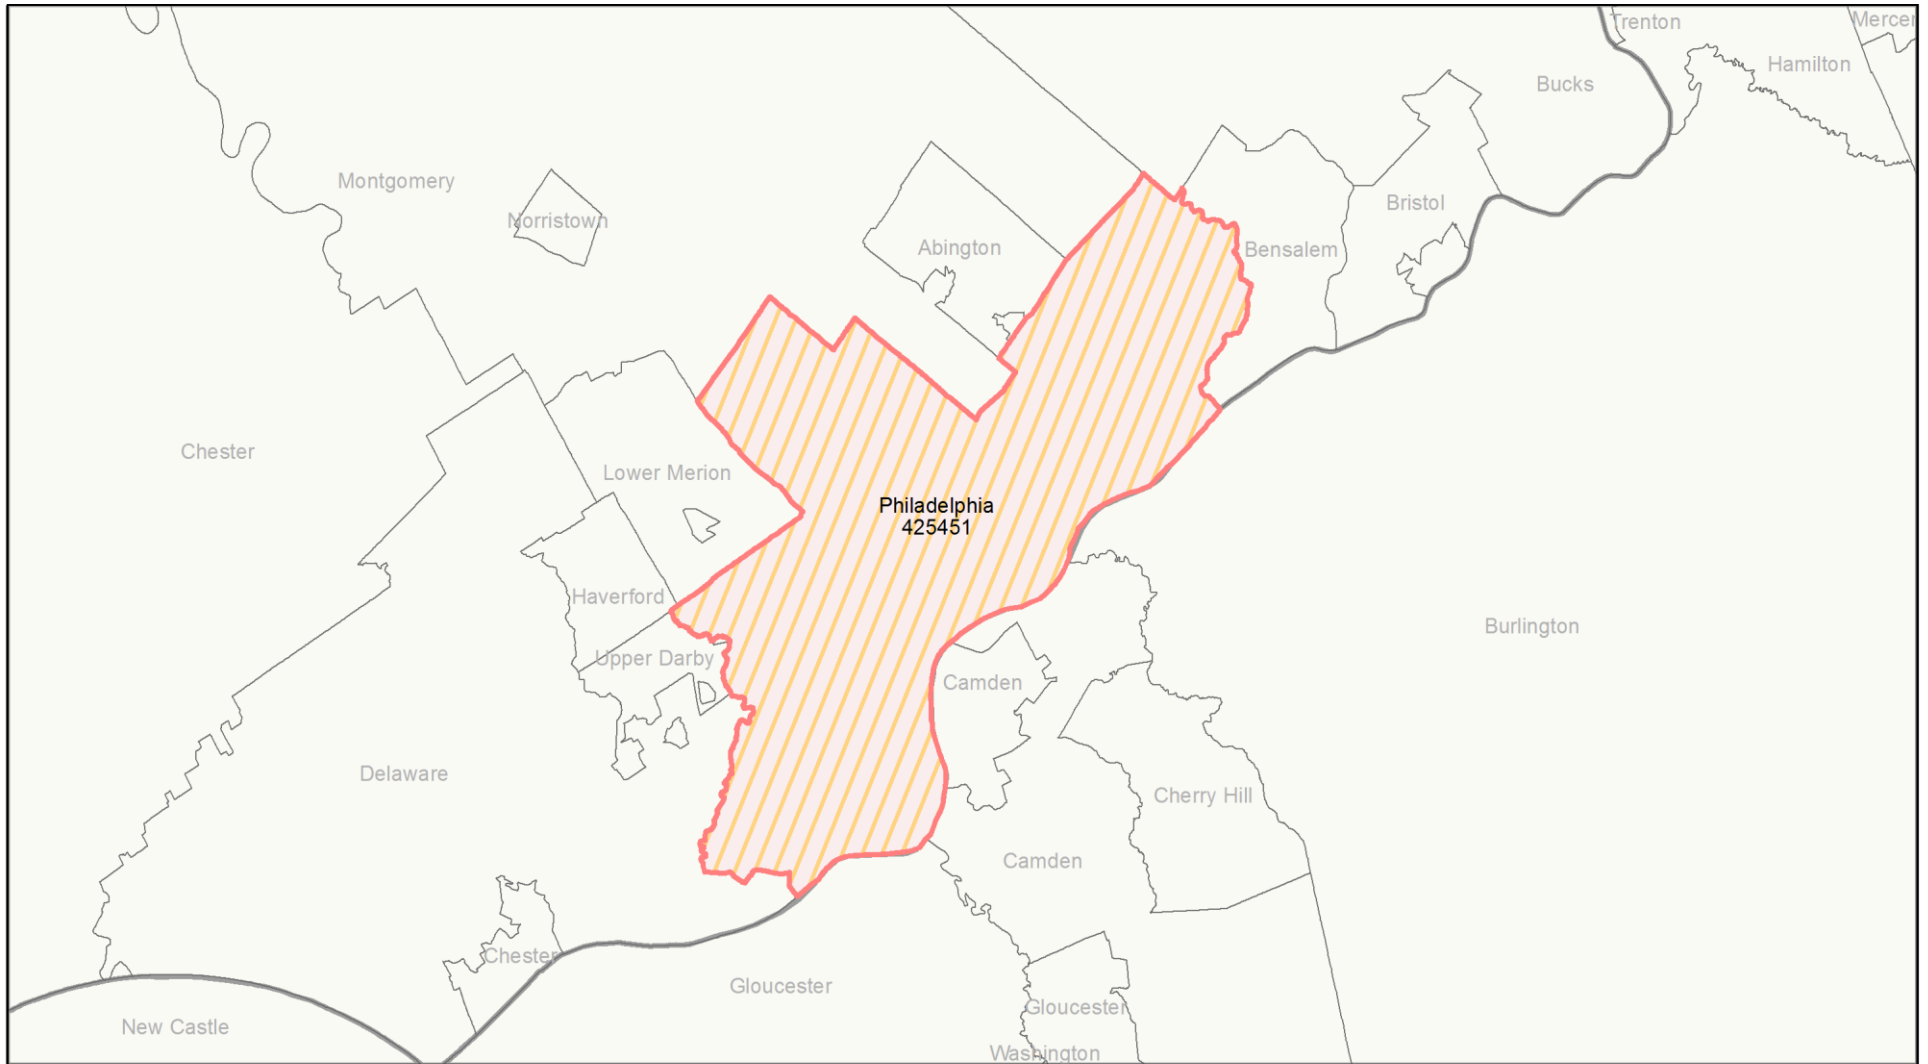 Trenton
Mercer
Hamilton
Bucks
Montgomery
Norristown
Bristol
Abington
Bensalem
Chester
Lower Merion
Philadelphia
425451
Haverford
Burlington
Upper Darby
Camden
Delaware
Cherry Hill
Camden
Chester
Gloucester
Gloucester
New Castle
Washington